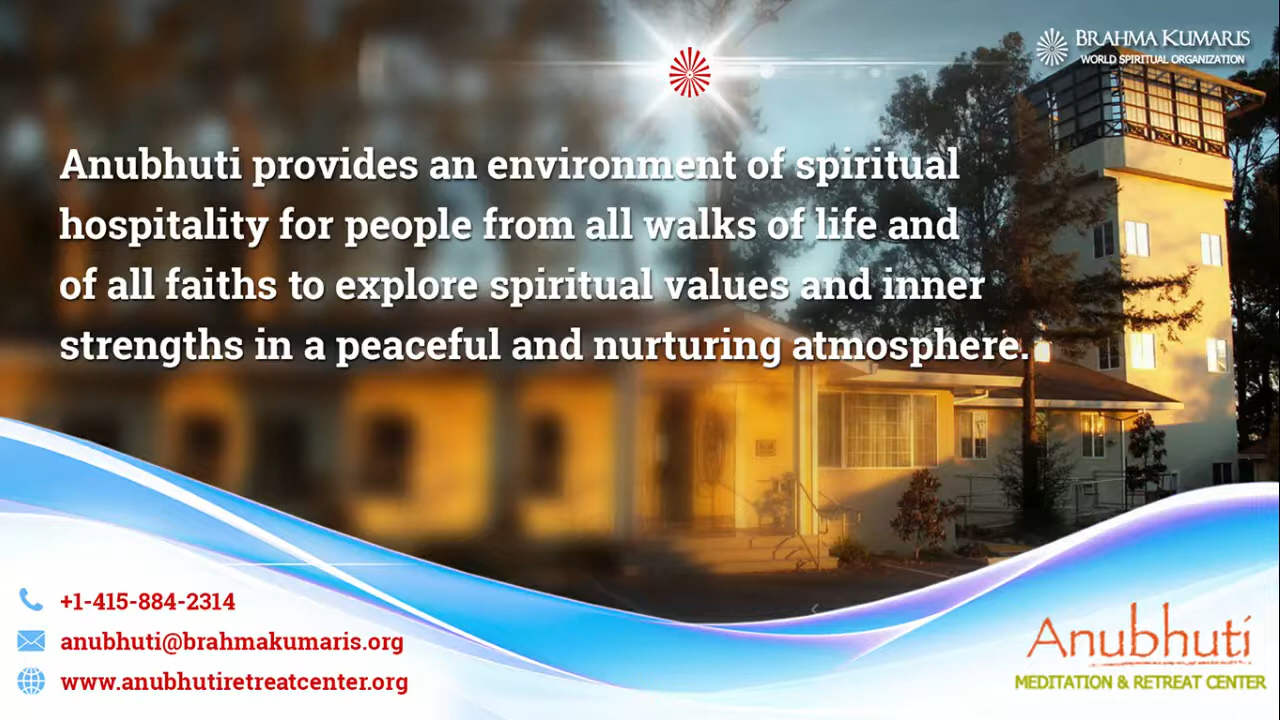 BRAHMA KUMARIS
WORLD SPIRITUAL ORGANIZATION
Anubhuti provides an environment of spiritual
hospitality for people from all walks of life and
of all faiths to explore spiritual values and inner
strengths in a peaceful and nurturing atmosphere.
+1-415-884-2314
anubhuti@brahmakumaris.org
www.anubhutiretreatcenter.org
Anubhuti
MEDITATION & RETREAT CENTER